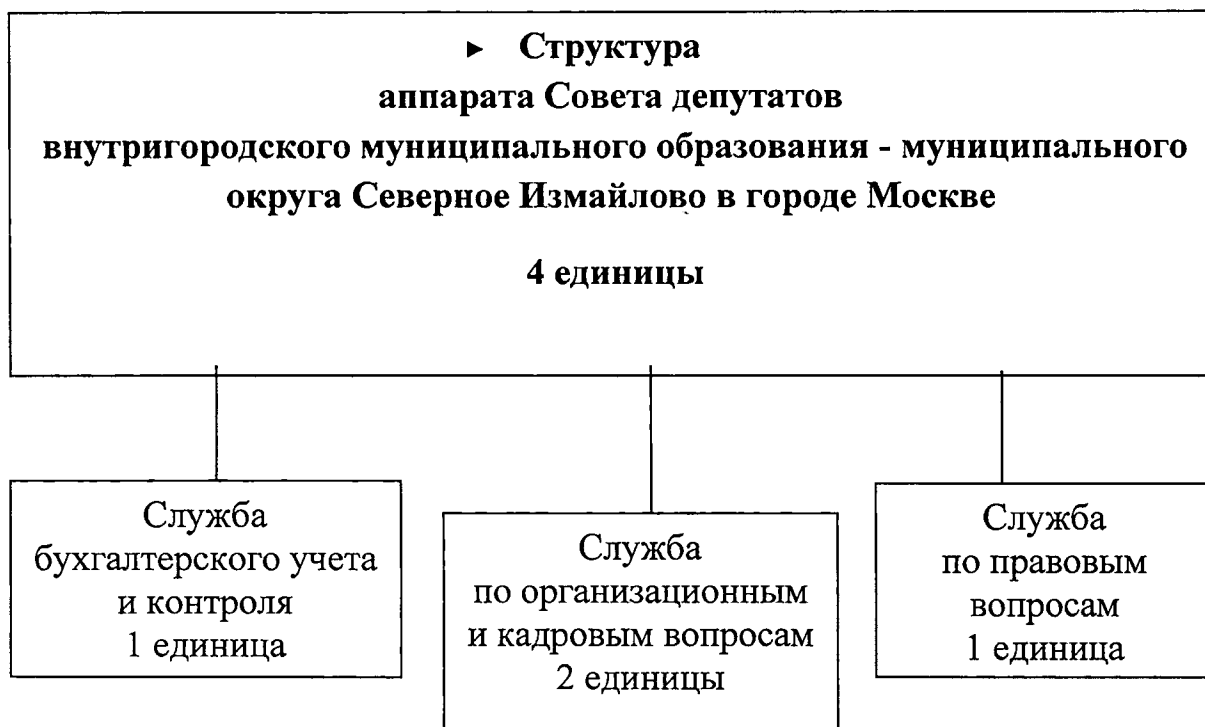 ► Структура
аппарата Совета депутатов
внутригородского муниципального образования - муниципального
округа Северное Измайлово в городе Москве
4 единицы
Служба
бухгалтерского учета
и контроля
1 единица
Служба
по организационным
и кадровым вопросам
2 единицы
Служба
по правовым
вопросам
1 единица